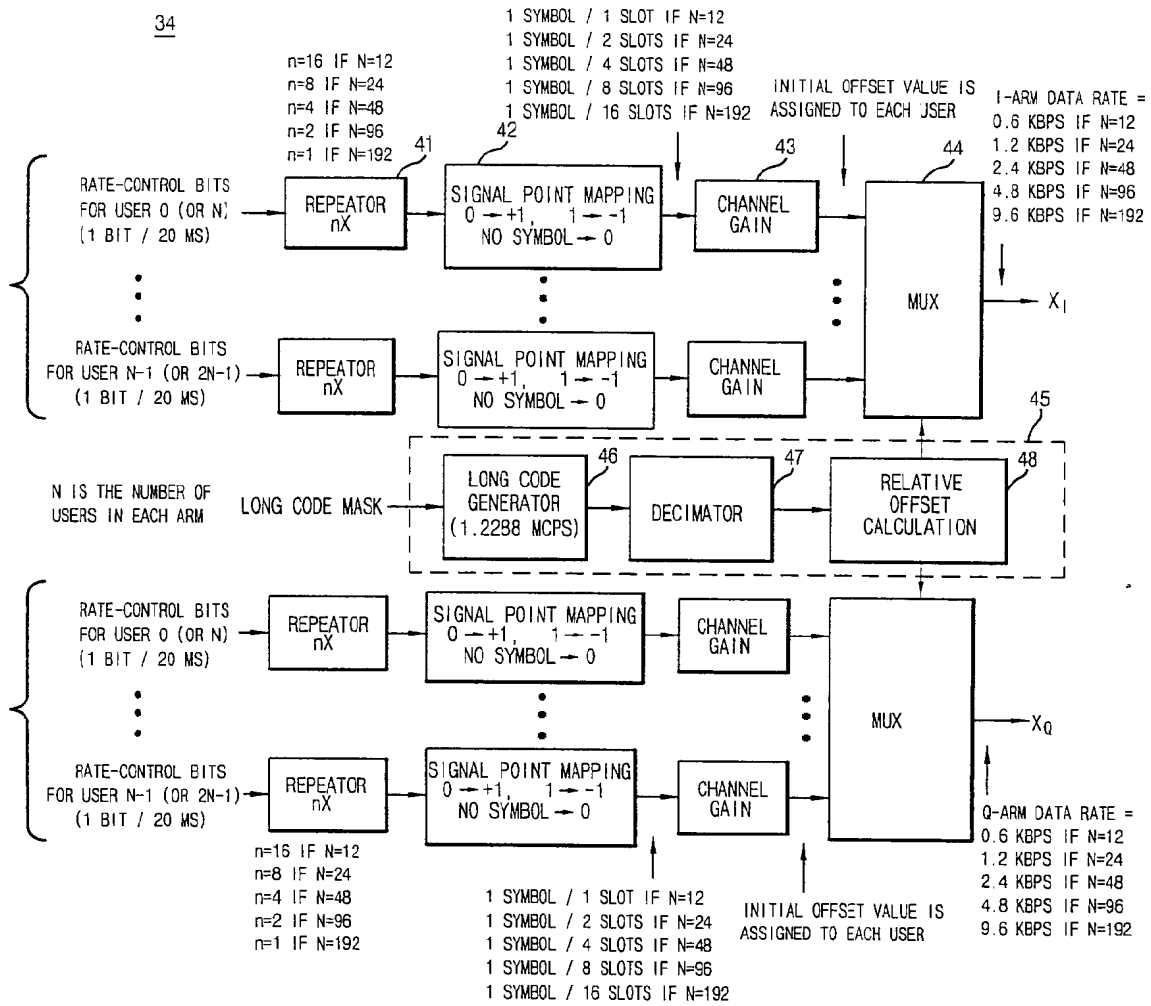 34
1 SYMBOL / 1 SLOT IF N=12
1 SYMBOL / 2 SLOTS IF N=24
1 SYMBOL / 4 SLOTS IF N=48
1 SYMBOL / 8 SLOTS IF N=96
1 SYMBOL / 16 SLOTS IF N=192
n=16 IF N=12
n=8 IF N=24
n=4 IF N=48
n=2 IF N=96
n=1 IF N=192
INITIAL OFFSET VALUE IS
ASSIGNED TO EACH USER
I-ARM DATA RATE =
0.6 KBPS IF N=12
1.2 KBPS IF N=24
2.4 KBPS IF N=48
4.8 KBPS IF N=96
9.6 KBPS IF N=192
41
42
43
44
RATE-CONTROL BITS
FOR USER 0 (OR N)
(1 BIT / 20 MS)
REPEATOR
nX
SIGNAL POINT MAPPING
0→+1, 1→-1
NO SYMBOL→0
CHANNEL
GAIN
MUX
XI
RATE-CONTROL BITS
FOR USER N-1 (OR 2N-1)
(1 BIT / 20 MS)
REPEATOR
nX
SIGNAL POINT MAPPING
0→+1, 1→-1
NO SYMBOL→0
CHANNEL
GAIN
45
N IS THE NUMBER OF
USERS IN EACH ARM
LONG CODE MASK
46
LONG CODE
GENERATOR
(1.2288 MCPS)
47
DECIMATOR
48
RELATIVE
OFFSET
CALCULATION
RATE-CONTROL BITS
FOR USER 0 (OR N)
(1 BIT / 20 MS)
REPEATOR
nX
SIGNAL POINT MAPPING
0→+1, 1→-1
NO SYMBOL→0
CHANNEL
GAIN
MUX
XQ
RATE-CONTROL BITS
FOR USER N-1 (OR 2N-1)
(1 BIT / 20 MS)
REPEATOR
nX
SIGNAL POINT MAPPING
0→+1, 1→-1
NO SYMBOL→0
CHANNEL
GAIN
n=16 IF N=12
n=8 IF N=24
n=4 IF N=48
n=2 IF N=96
n=1 IF N=192
1 SYMBOL / 1 SLOT IF N=12
1 SYMBOL / 2 SLOTS IF N=24
1 SYMBOL / 4 SLOTS IF N=48
1 SYMBOL / 8 SLOTS IF N=96
1 SYMBOL / 16 SLOTS IF N=192
INITIAL OFFSET VALUE IS
ASSIGNED TO EACH USER
Q-ARM DATA RATE =
0.6 KBPS IF N=12
1.2 KBPS IF N=24
2.4 KBPS IF N=48
4.8 KBPS IF N=96
9.6 KBPS IF N=192